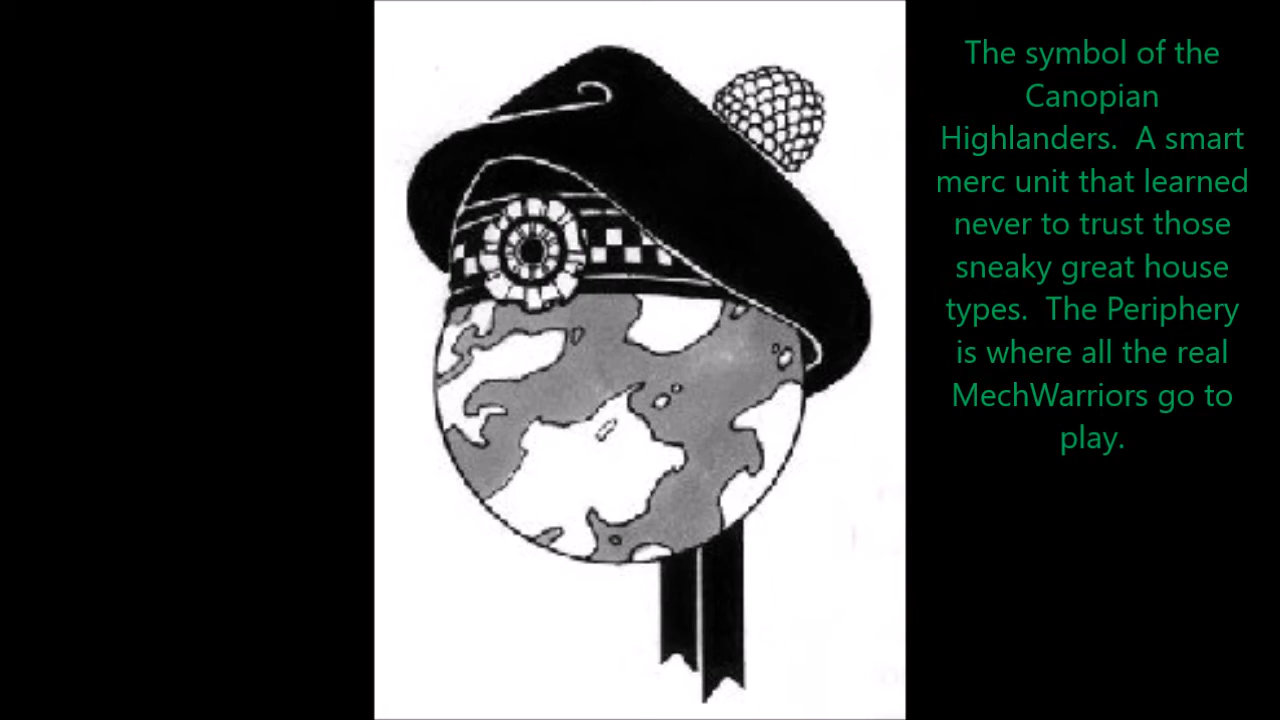 The symbol of the
Canopian
Highlanders.  A smart
merc unit that learned
never to trust those
sneaky great house
types.  The Periphery
is where all the real
MechWarriors go to
play.